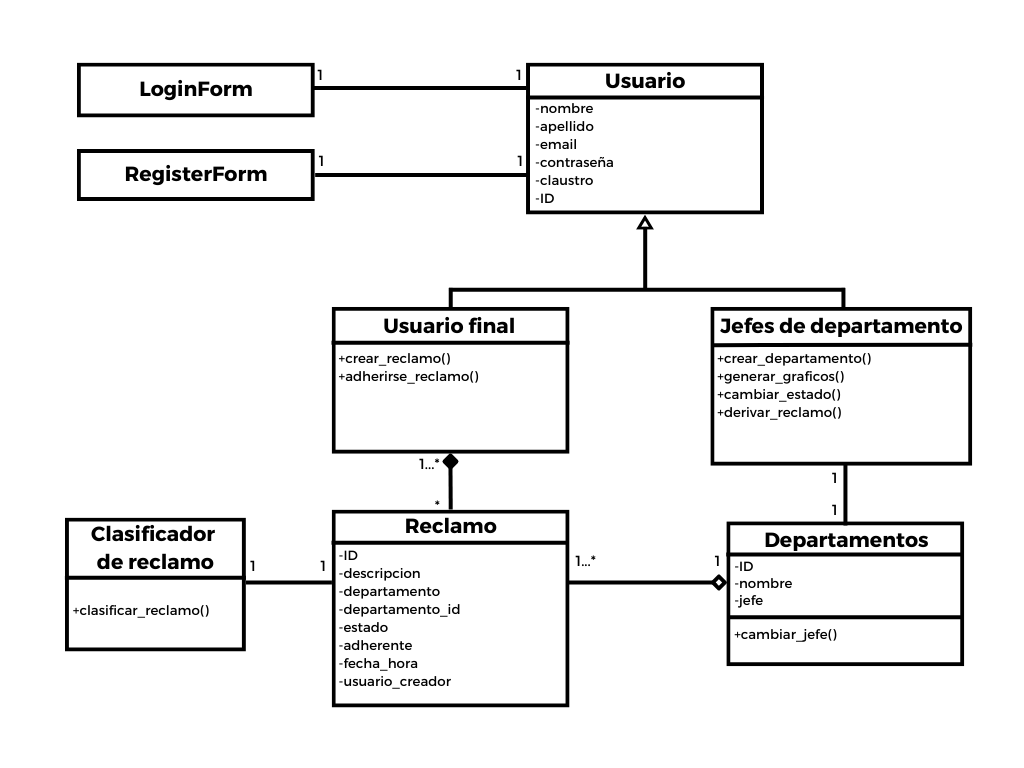 LoginForm
1
1
Usuario
-nombre
-apellido
-email
-contraseña
-claustro
-ID
RegisterForm
1
1
Usuario final
+crear_reclamo()
+adherirse_reclamo()
Jefes de departamento
+crear_departamento()
+generar_graficos()
+cambiar_estado()
+derivar_reclamo()
1...*
*
1
1
Clasificador
de reclamo
+clasificar_reclamo()
1
1
Reclamo
-ID
-descripcion
-departamento
-departamento_id
-estado
-adherente
-fecha_hora
-usuario_creador
1...*
1
Departamentos
-ID
-nombre
-jefe
+cambiar_jefe()